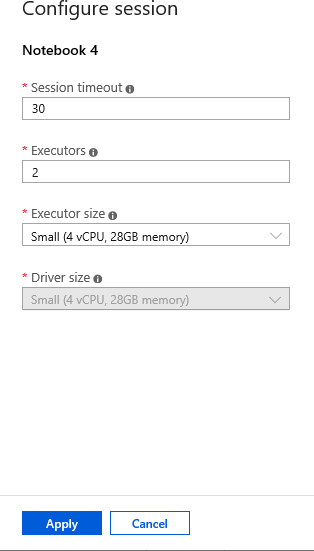 Configure session
Notebook 4
* Session timeout
30
* Executors
2
* Executor size
Small (4 vCPU, 28GB memory)
* Driver size
Small (4 vCPU, 28GB memory)
Apply
Cancel